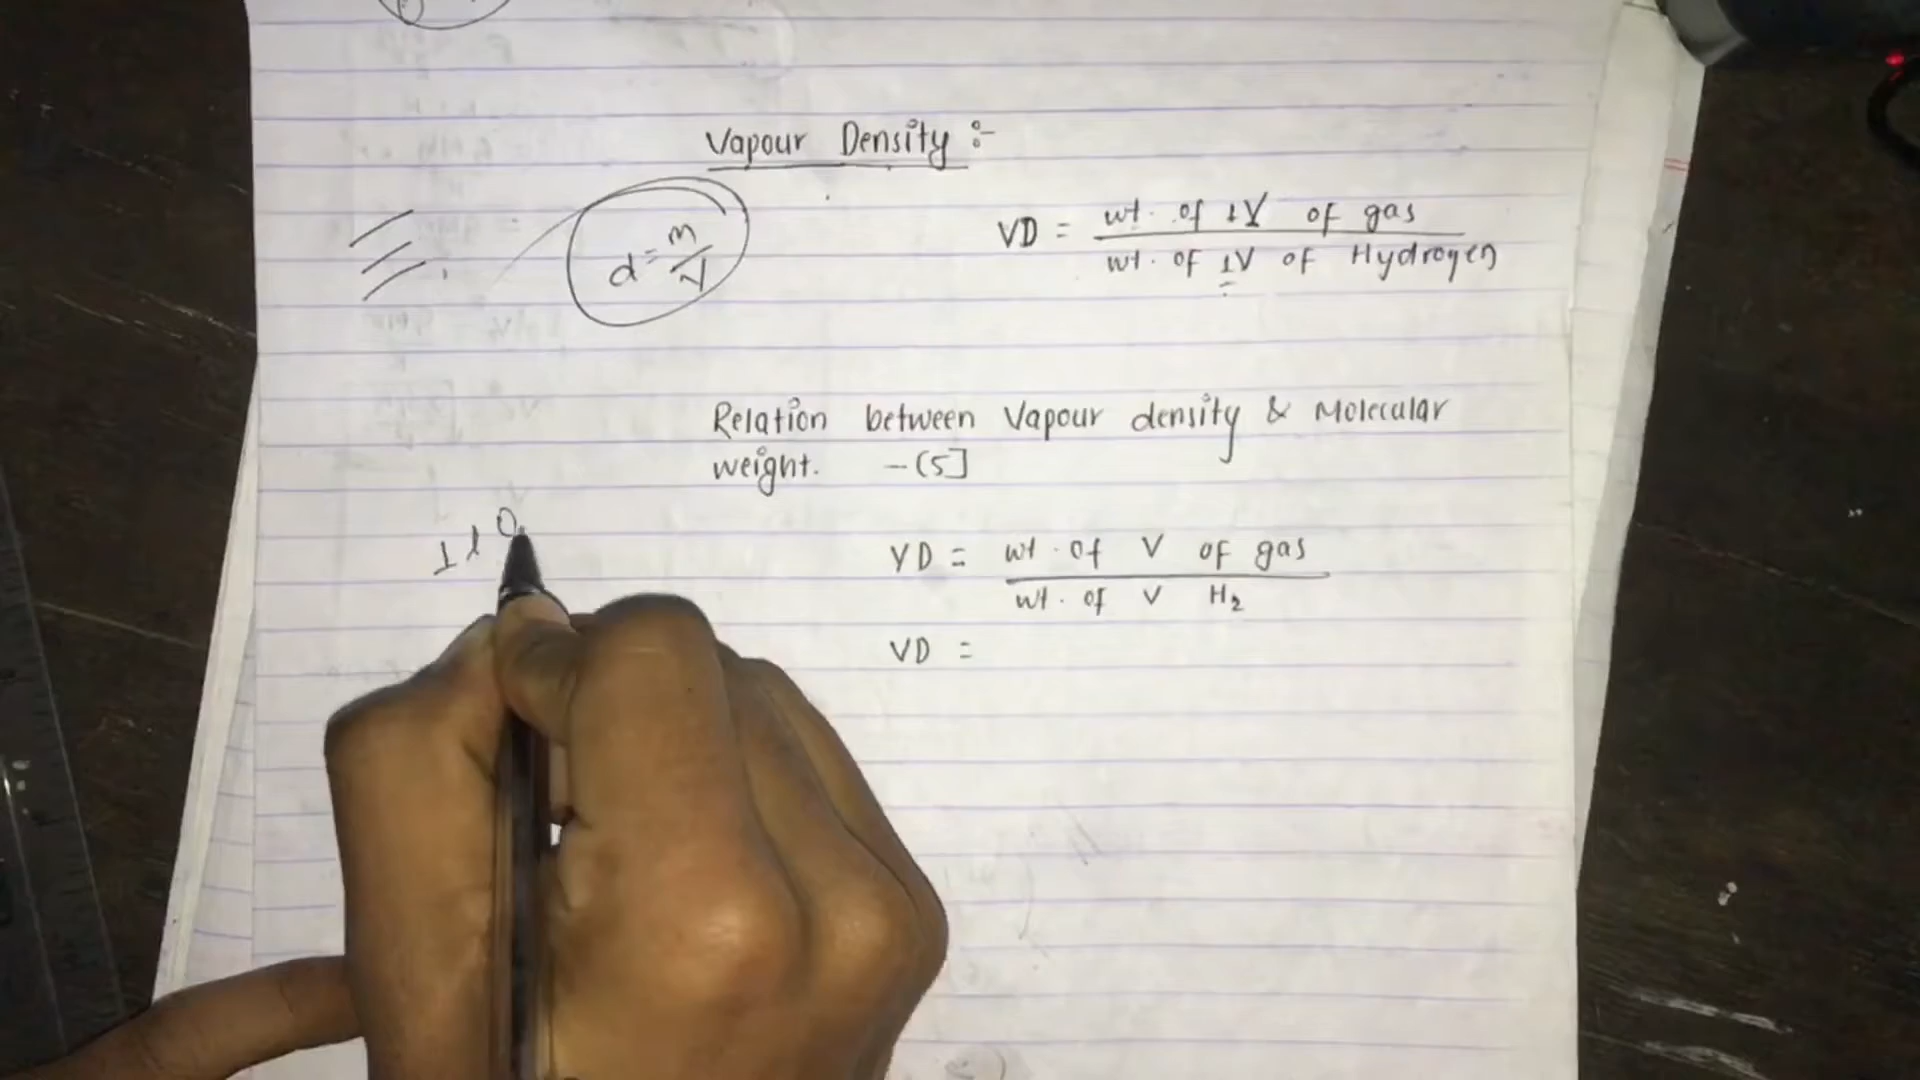 Vapour Density :-
d = m/V
VD = wt. of 1V of gas / wt. of 1V of Hydrogen
Relation between Vapour density & Molecular
weight. -(5]
1 l O
VD = wt. of V of gas / wt. of V H₂
VD =